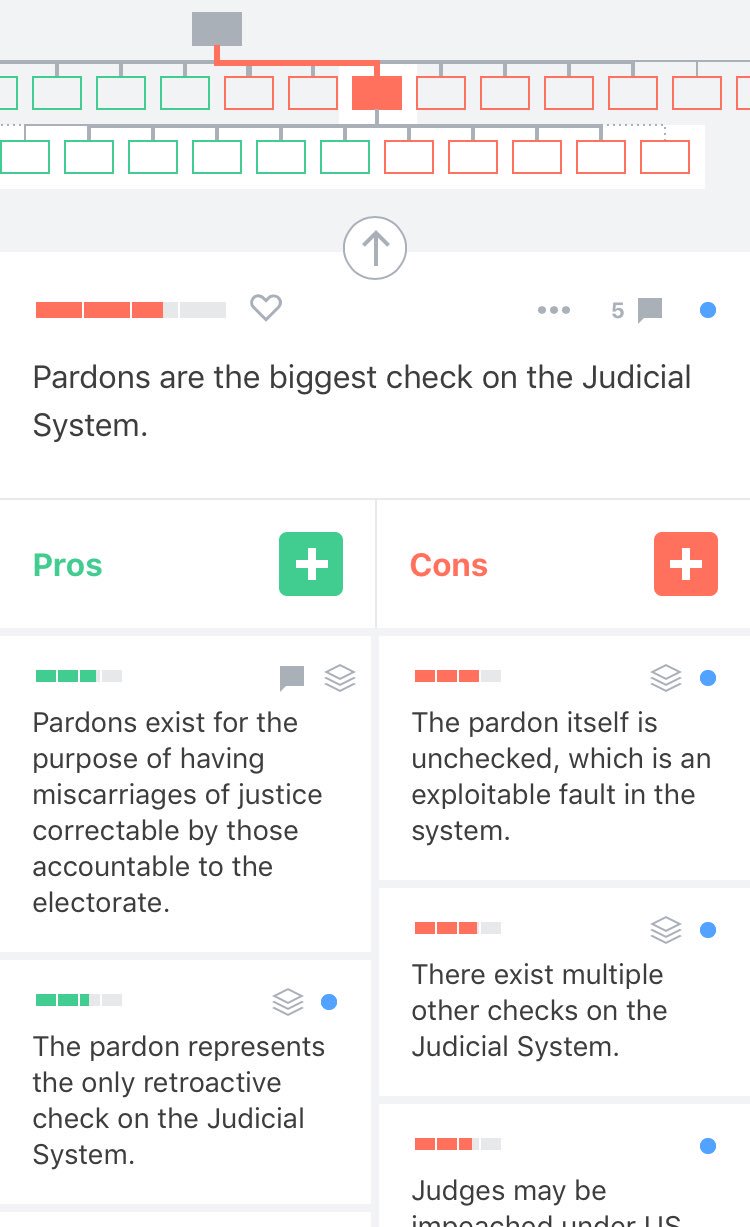 5
Pardons are the biggest check on the Judicial
System.
Pros
Cons
Pardons exist for the
purpose of having
miscarriages of justice
correctable by those
accountable to the
electorate.
The pardon represents
the only retroactive
check on the Judicial
System.
The pardon itself is
unchecked, which is an
exploitable fault in the
system.
There exist multiple
other checks on the
Judicial System.
Judges may be
impeached under US